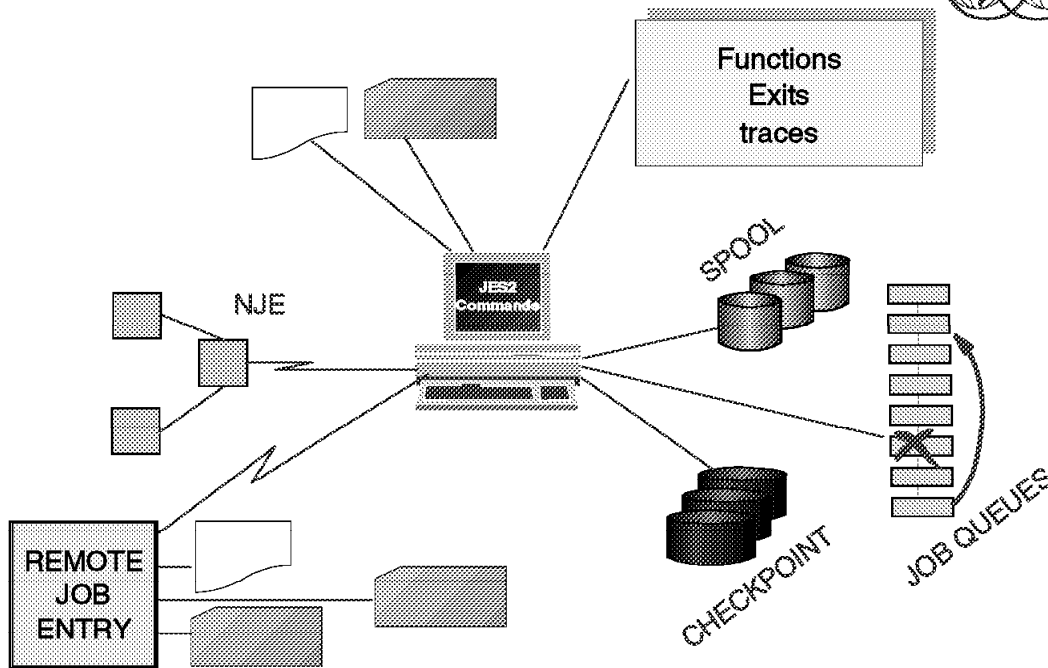 Functions
Exits
traces
SPOOL
JES2
Commands
NJE
JOB QUEUES
CHECKPOINT
REMOTE
JOB
ENTRY